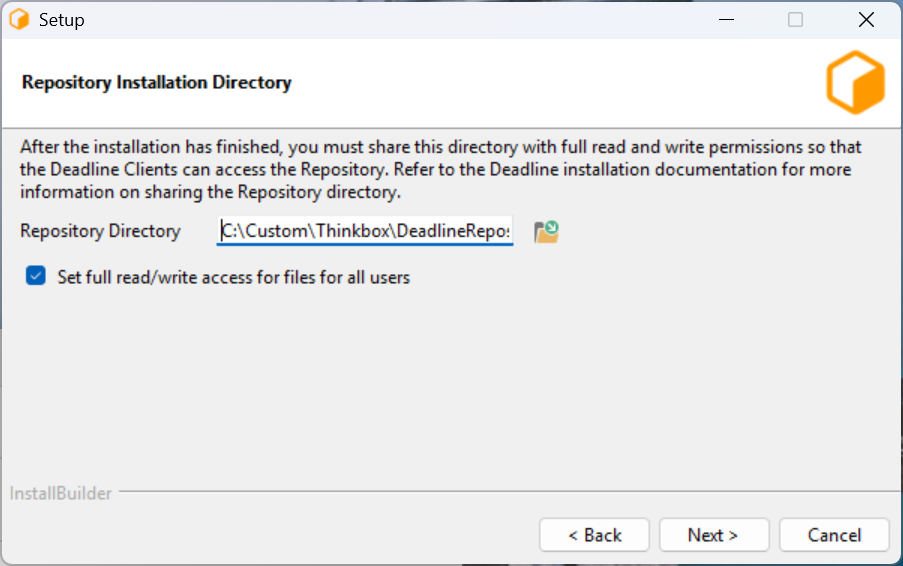 Setup
Repository Installation Directory
After the installation has finished, you must share this directory with full read and write permissions so that
the Deadline Clients can access the Repository. Refer to the Deadline installation documentation for more
information on sharing the Repository directory.
Repository Directory C:\Custom\Thinkbox\DeadlineRepos
Set full read/write access for files for all users
InstallBuilder
< Back Next > Cancel